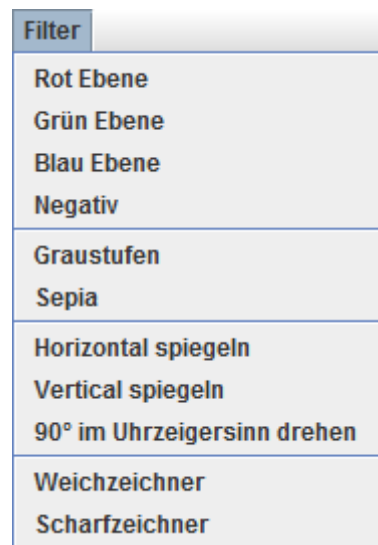 Filter
Rot Ebene
Grün Ebene
Blau Ebene
Negativ
Graustufen
Sepia
Horizontal spiegeln
Vertical spiegeln
90° im Uhrzeigersinn drehen
Weichzeichner
Scharfzeichner